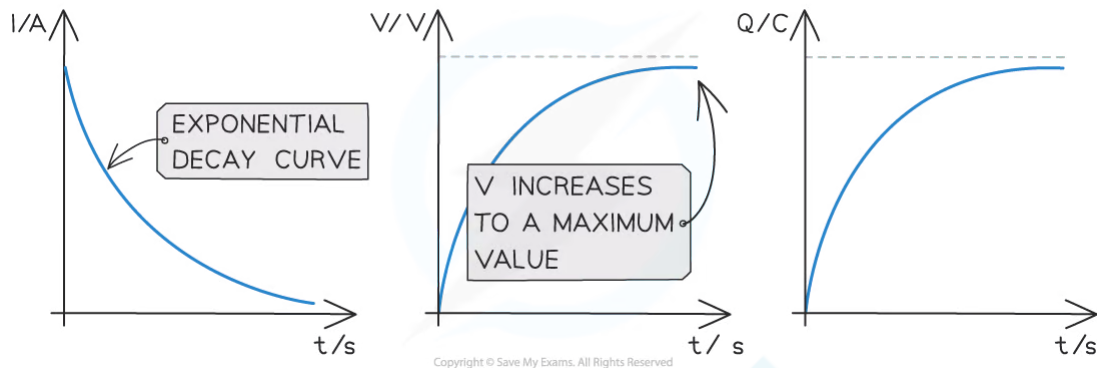 I/A
EXPONENTIAL
DECAY CURVE
t/s
V/V
V INCREASES
TO A MAXIMUM
VALUE
t/s
Q/C
t/s
Copyright © Save My Exams. All Rights Reserved